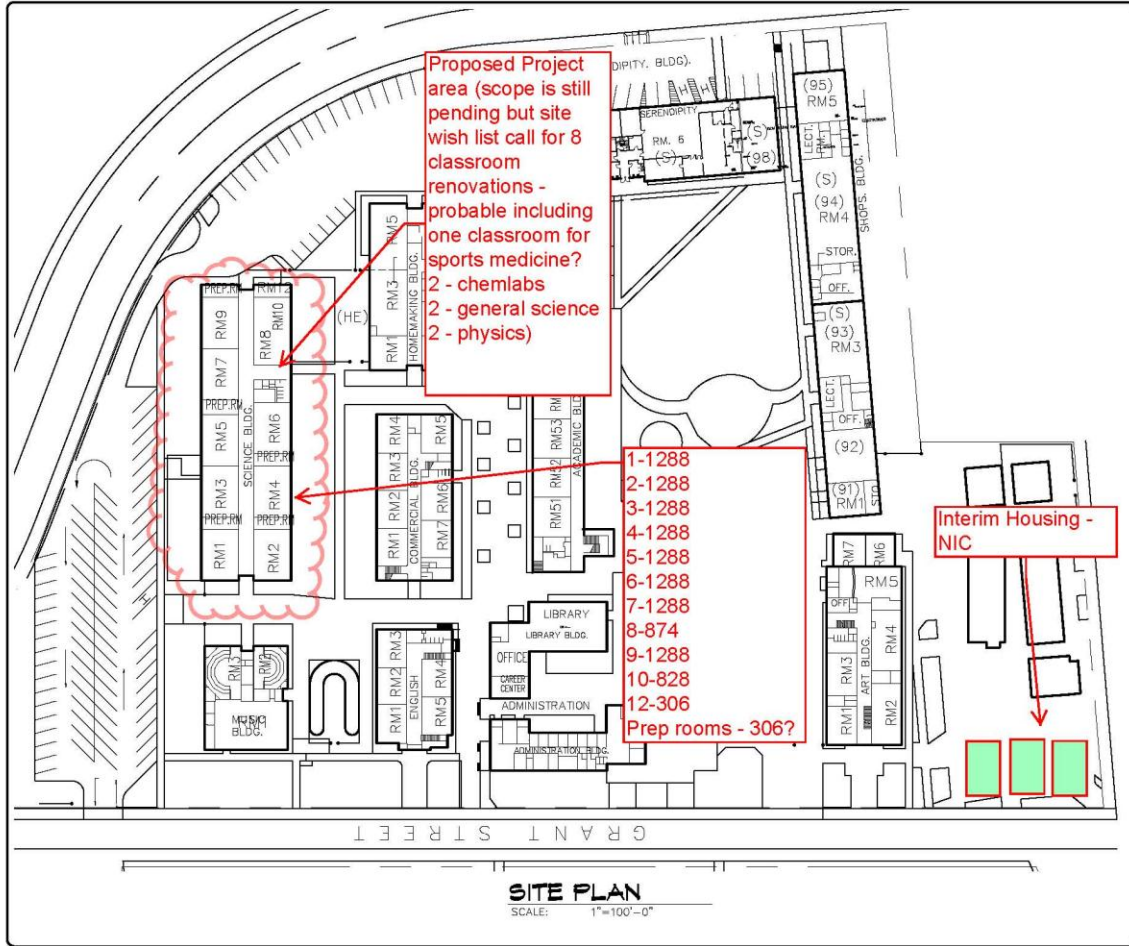 Proposed Project
area (scope is still
pending but site
wish list call for 8
classroom
renovations -
probable including
one classroom for
sports medicine?
2 - chemlabs
2 - general science
2 - physics)
DIPITY. BLDG).
SERENDIPITY
RM. 6
(S)
(S)
(98)
(95)
RM5
LECT.
(S)
(94)
RM4
SHOPS. BLDG.
STOR.
OFF.
(S)
(93)
RM3
LECT.
OFF.
(92)
(91)
RM1
STO
PREP.RM
RM12
RM10
RM9
RM8
RM7
PREP.RM
RM5
RM6
SCIENCE BLDG.
PREP.RM
RM3
RM4
PREP.RM
PREP.RM
RM1
RM2
(HE)
RM5
RM3
RM1
HOMEMAKING BLDG.
RM4
RM5
RM3
RM2
RM6
RM1
RM7
COMMERCIAL BLDG.
RM53
RM52
RM51
ACADEMIC BL
1-1288
2-1288
3-1288
4-1288
5-1288
6-1288
7-1288
8-874
9-1288
10-828
12-306
Prep rooms - 306?
Interim Housing -
NIC
RM7
RM6
RM5
OFF
RM4
RM3
ART BLDG.
RM1
RM2
LIBRARY
LIBRARY BLDG.
OFFICE
CAREER
CENTER
ADMINISTRATION
ADMINISTRATION BLDG.
RM3
RM2
RM4
RM1
RM5
ENGLISH
RM3
MUSIC
BLDG.
GRANT STREET
SITE PLAN
SCALE: 1"=100'-0"